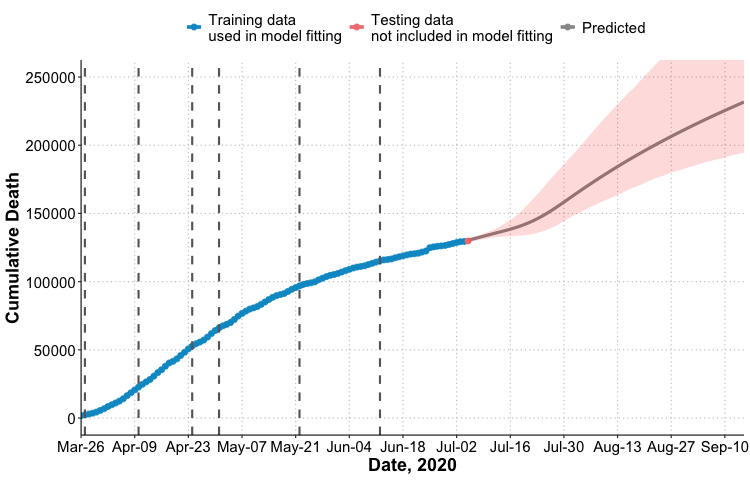 Training data
used in model fitting
Testing data
not included in model fitting
Predicted
Cumulative Death
250000
200000
150000
100000
50000
0
Mar-26 Apr-09 Apr-23 May-07 May-21 Jun-04 Jun-18 Jul-02 Jul-16 Jul-30 Aug-13 Aug-27 Sep-10
Date, 2020